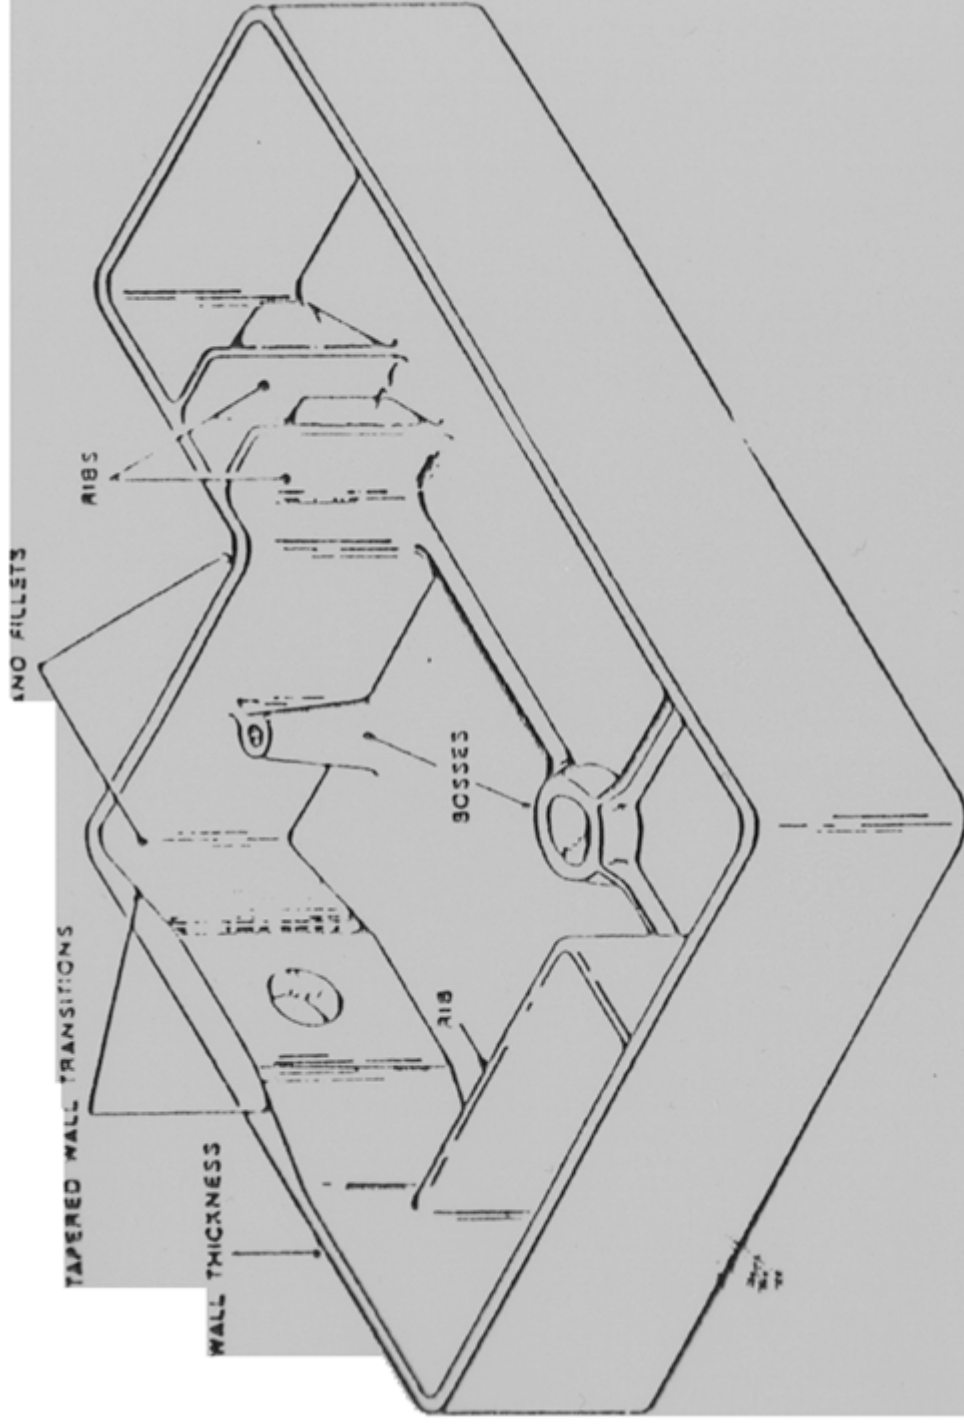 AND FILLETS
RIBS
BOSSES
TAPERED WALL TRANSITIONS
RIB
WALL THICKNESS